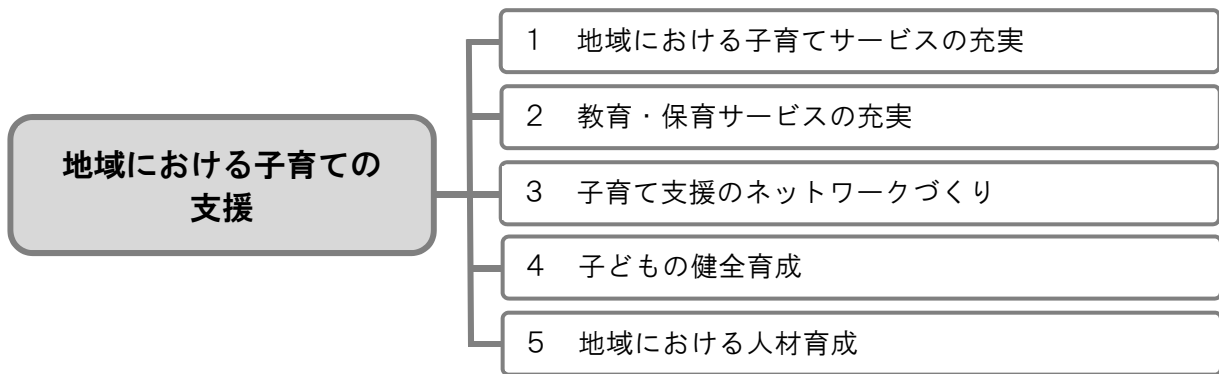 地域における子育ての
支援
１　地域における子育てサービスの充実
２　教育・保育サービスの充実
３　子育て支援のネットワークづくり
４　子どもの健全育成
５　地域における人材育成